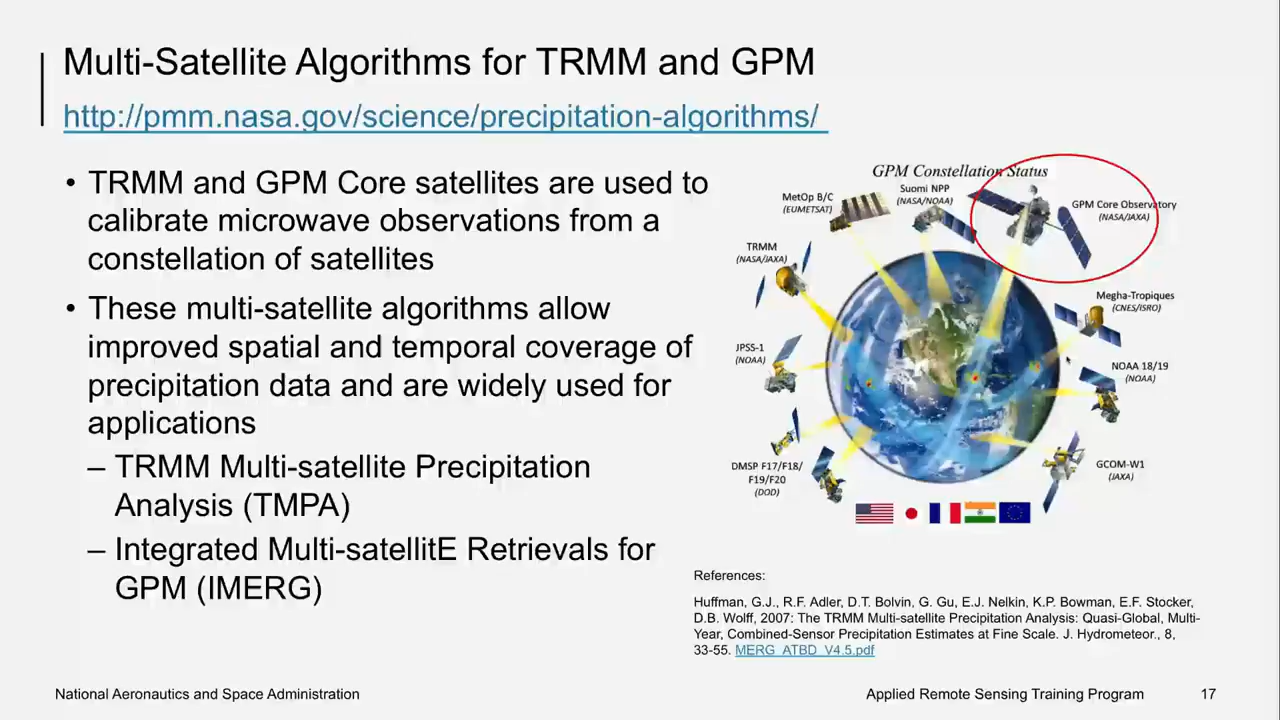 Multi-Satellite Algorithms for TRMM and GPM
http://pmm.nasa.gov/science/precipitation-algorithms/
• TRMM and GPM Core satellites are used to
calibrate microwave observations from a
constellation of satellites
• These multi-satellite algorithms allow
improved spatial and temporal coverage of
precipitation data and are widely used for
applications
– TRMM Multi-satellite Precipitation
Analysis (TMPA)
– Integrated Multi-satellitE Retrievals for
GPM (IMERG)
GPM Constellation Status
MetOp B/C
(EUMETSAT)
Suomi NPP
(NASA/NOAA)
GPM Core Observatory
(NASA/JAXA)
TRMM
(NASA/JAXA)
Megha-Tropiques
(CNES/ISRO)
JPSS-1
(NOAA)
NOAA 18/19
(NOAA)
DMSP F17/F18/
F19/F20
(DOD)
GCOM-W1
(JAXA)
References:
Huffman, G.J., R.F. Adler, D.T. Bolvin, G. Gu, E.J. Nelkin, K.P. Bowman, E.F. Stocker,
D.B. Wolff, 2007: The TRMM Multi-satellite Precipitation Analysis: Quasi-Global, Multi-
Year, Combined-Sensor Precipitation Estimates at Fine Scale. J. Hydrometeor., 8,
33-55. MERG_ATBD_V4.5.pdf
National Aeronautics and Space Administration
Applied Remote Sensing Training Program
17